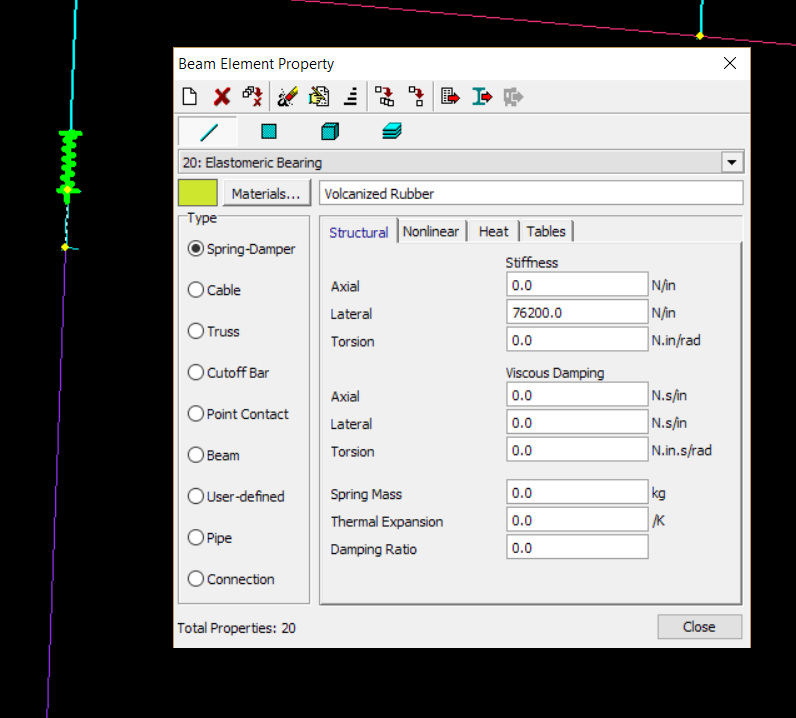 Beam Element Property
20: Elastomeric Bearing
Materials... Volcanized Rubber
Type
Spring-Damper
Cable
Truss
Cutoff Bar
Point Contact
Beam
User-defined
Pipe
Connection
Structural Nonlinear Heat Tables
Stiffness
Axial 0.0 N/in
Lateral 76200.0 N/in
Torsion 0.0 N.in/rad
Viscous Damping
Axial 0.0 N.s/in
Lateral 0.0 N.s/in
Torsion 0.0 N.in.s/rad
Spring Mass 0.0 kg
Thermal Expansion 0.0 /K
Damping Ratio 0.0
Total Properties: 20 Close